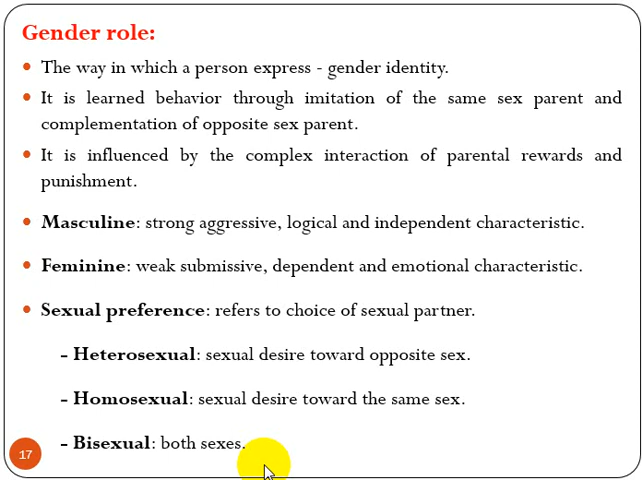 Gender role:
• The way in which a person express - gender identity.
• It is learned behavior through imitation of the same sex parent and
complementation of opposite sex parent.
• It is influenced by the complex interaction of parental rewards and
punishment.
• Masculine: strong aggressive, logical and independent characteristic.
• Feminine: weak submissive, dependent and emotional characteristic.
• Sexual preference: refers to choice of sexual partner.
- Heterosexual: sexual desire toward opposite sex.
- Homosexual: sexual desire toward the same sex.
- Bisexual: both sexes.
17